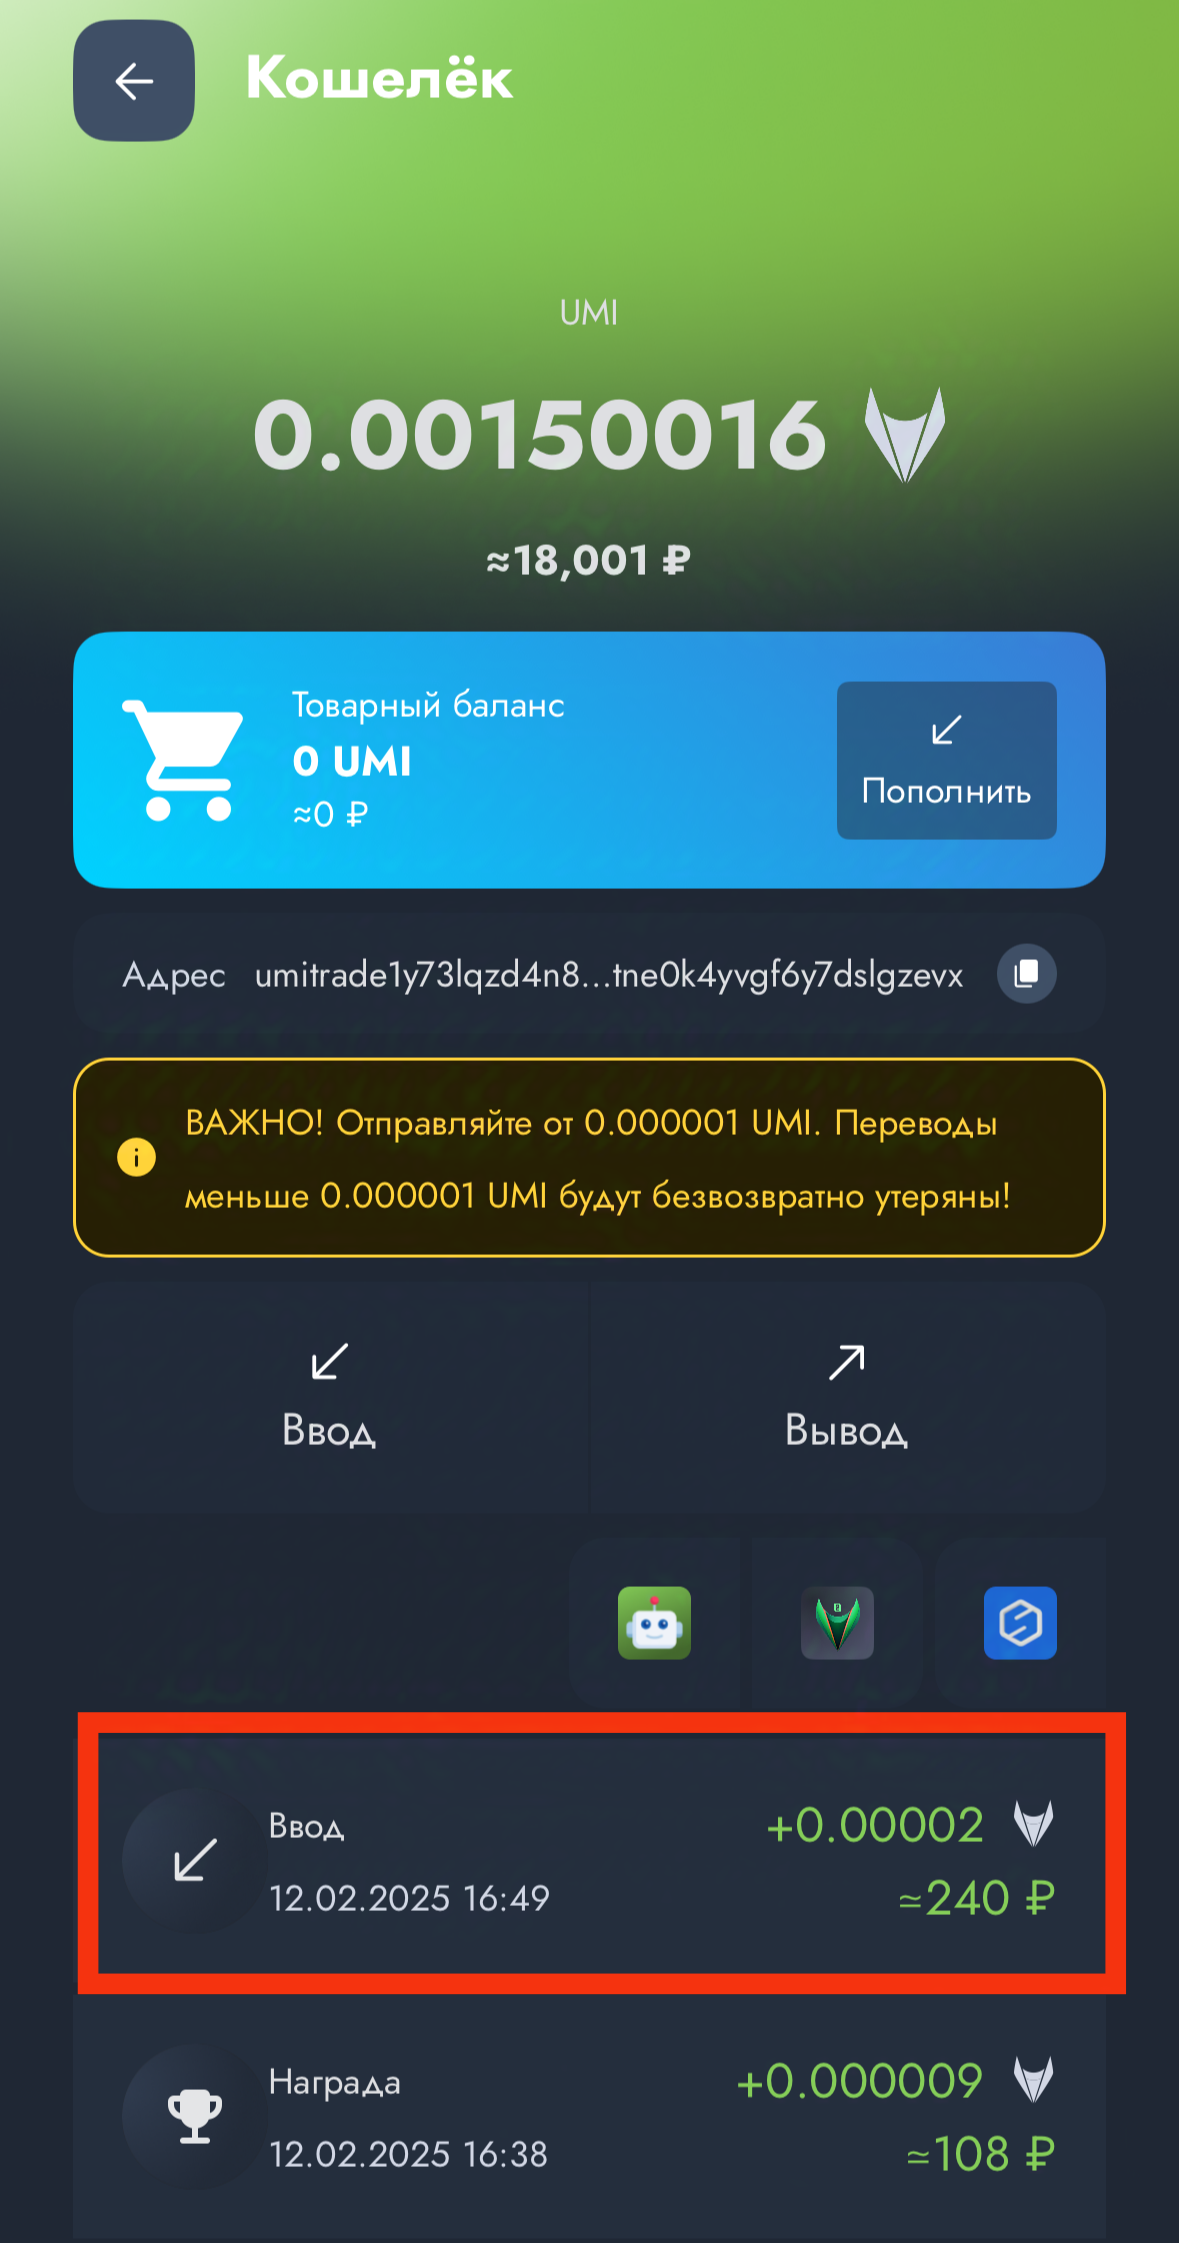 Кошелёк
UMI
0.00150016
≈18,001 ₽
Товарный баланс
0 UMI
≈0 ₽
Пополнить
Адрес umitrade1y73lqzd4n8...tne0k4yvgf6y7dslgzevx
ВАЖНО! Отправляйте от 0.000001 UMI. Переводы
меньше 0.000001 UMI будут безвозвратно утеряны!
Ввод
Вывод
Ввод +0.00002
12.02.2025 16:49 ≃240 ₽
Награда +0.000009
12.02.2025 16:38 ≃108 ₽